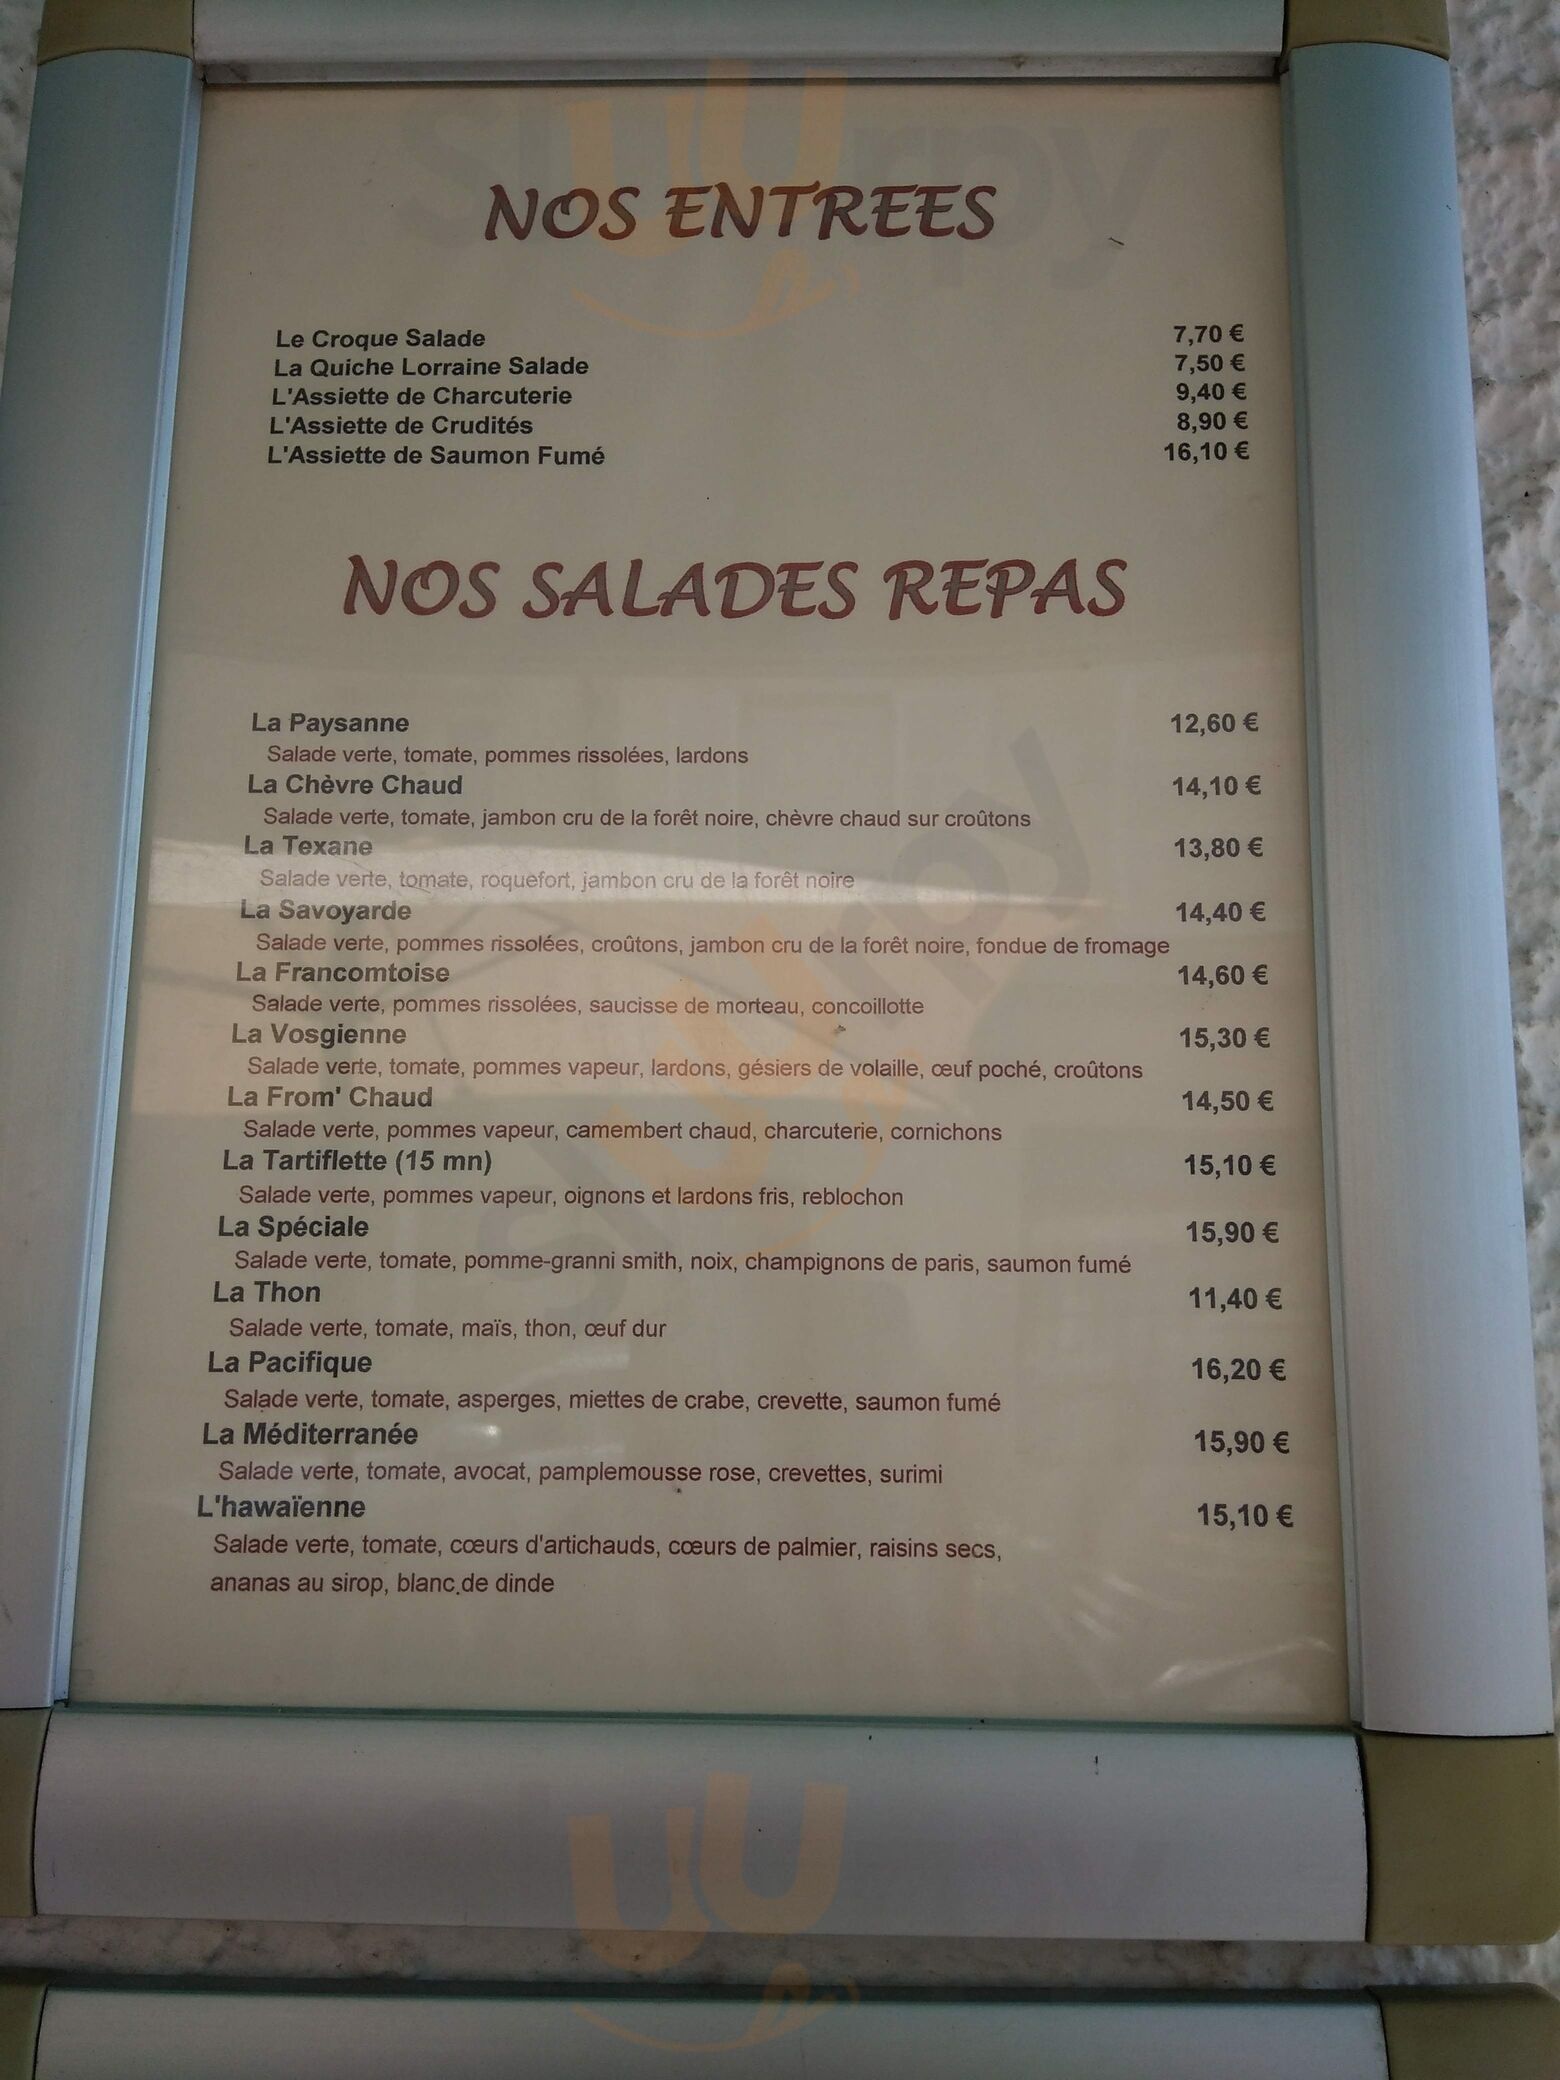 sluurpy
NOS ENTREES
Le Croque Salade 7,70 €
La Quiche Lorraine Salade 7,50 €
L'Assiette de Charcuterie 9,40 €
L'Assiette de Crudités 8,90 €
L'Assiette de Saumon Fumé 16,10 €
NOS SALADES REPAS
La Paysanne 12,60 €
Salade verte, tomate, pommes rissolées, lardons
La Chèvre Chaud 14,10 €
Salade verte, tomate, jambon cru de la forêt noire, chèvre chaud sur croûtons
La Texane 13,80 €
Salade verte, tomate, roquefort, jambon cru de la forêt noire
La Savoyarde 14,40 €
Salade verte, pommes rissolées, croûtons, jambon cru de la forêt noire, fondue de fromage
La Francomtoise 14,60 €
Salade verte, pommes rissolées, saucisse de morteau, concoillotte
La Vosgienne 15,30 €
Salade verte, tomate, pommes vapeur, lardons, gésiers de volaille, œuf poché, croûtons
La From' Chaud 14,50 €
Salade verte, pommes vapeur, camembert chaud, charcuterie, cornichons
La Tartiflette (15 mn) 15,10 €
Salade verte, pommes vapeur, oignons et lardons fris, reblochon
La Spéciale 15,90 €
Salade verte, tomate, pomme-granni smith, noix, champignons de paris, saumon fumé
La Thon 11,40 €
Salade verte, tomate, maïs, thon, œuf dur
La Pacifique 16,20 €
Salade verte, tomate, asperges, miettes de crabe, crevette, saumon fumé
La Méditerranée 15,90 €
Salade verte, tomate, avocat, pamplemousse rose, crevettes, surimi
L'hawaïenne 15,10 €
Salade verte, tomate, cœurs d'artichauds, cœurs de palmier, raisins secs,
ananas au sirop, blanc de dinde
sluurpy
sluurpy